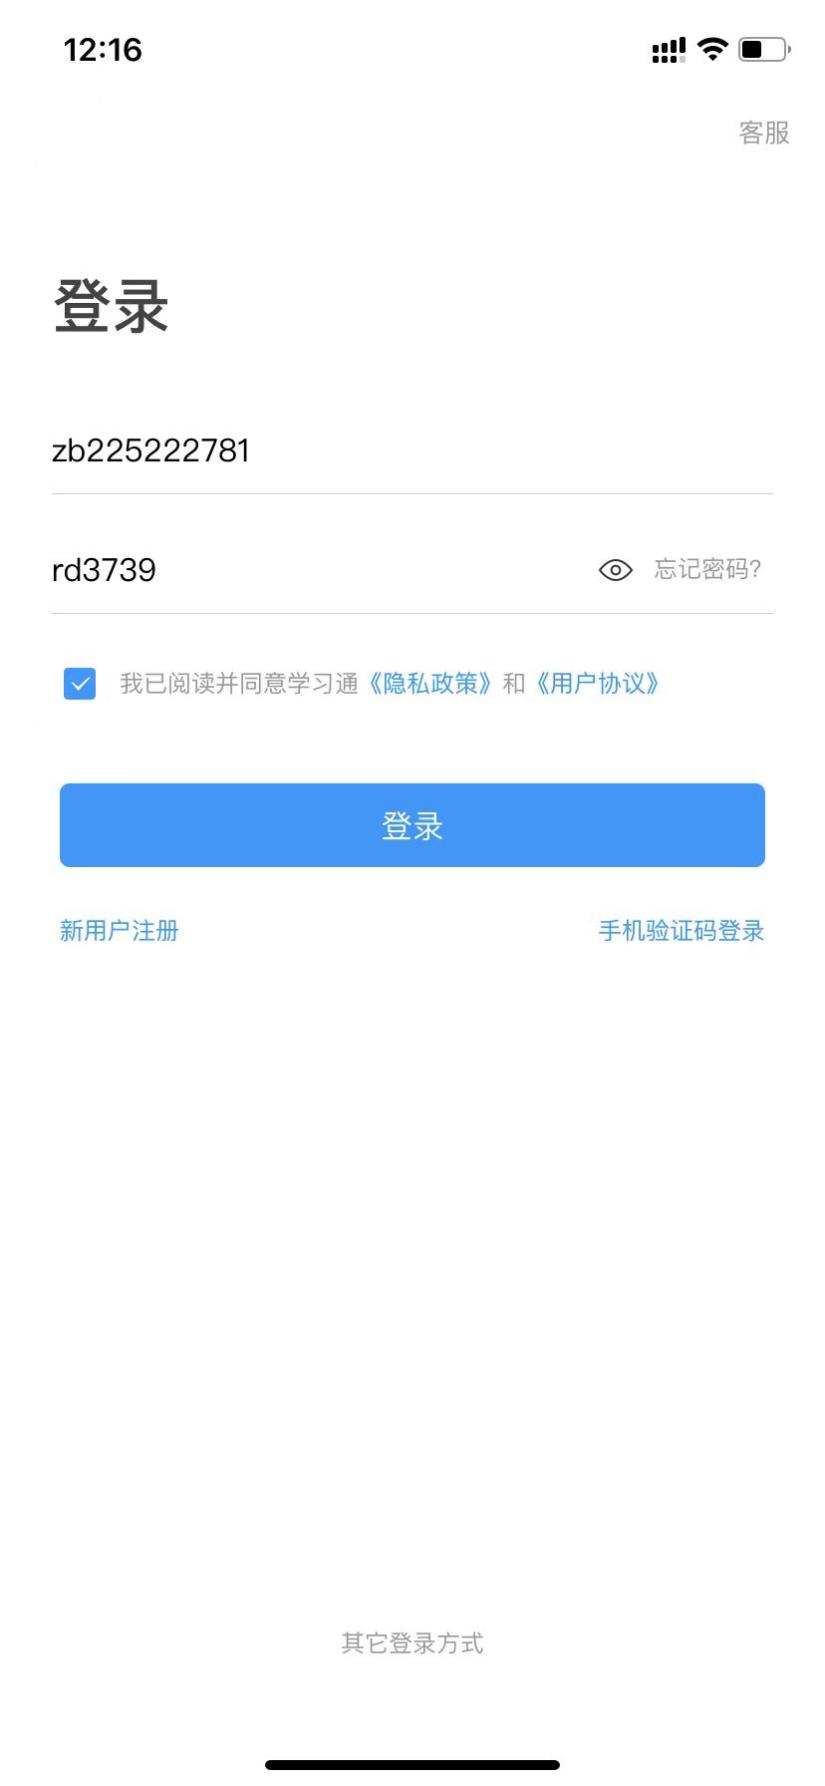 12:16
客服
登录
zb225222781
rd3739
忘记密码?
我已阅读并同意学习通《隐私政策》和《用户协议》
登录
新用户注册
手机验证码登录
其它登录方式